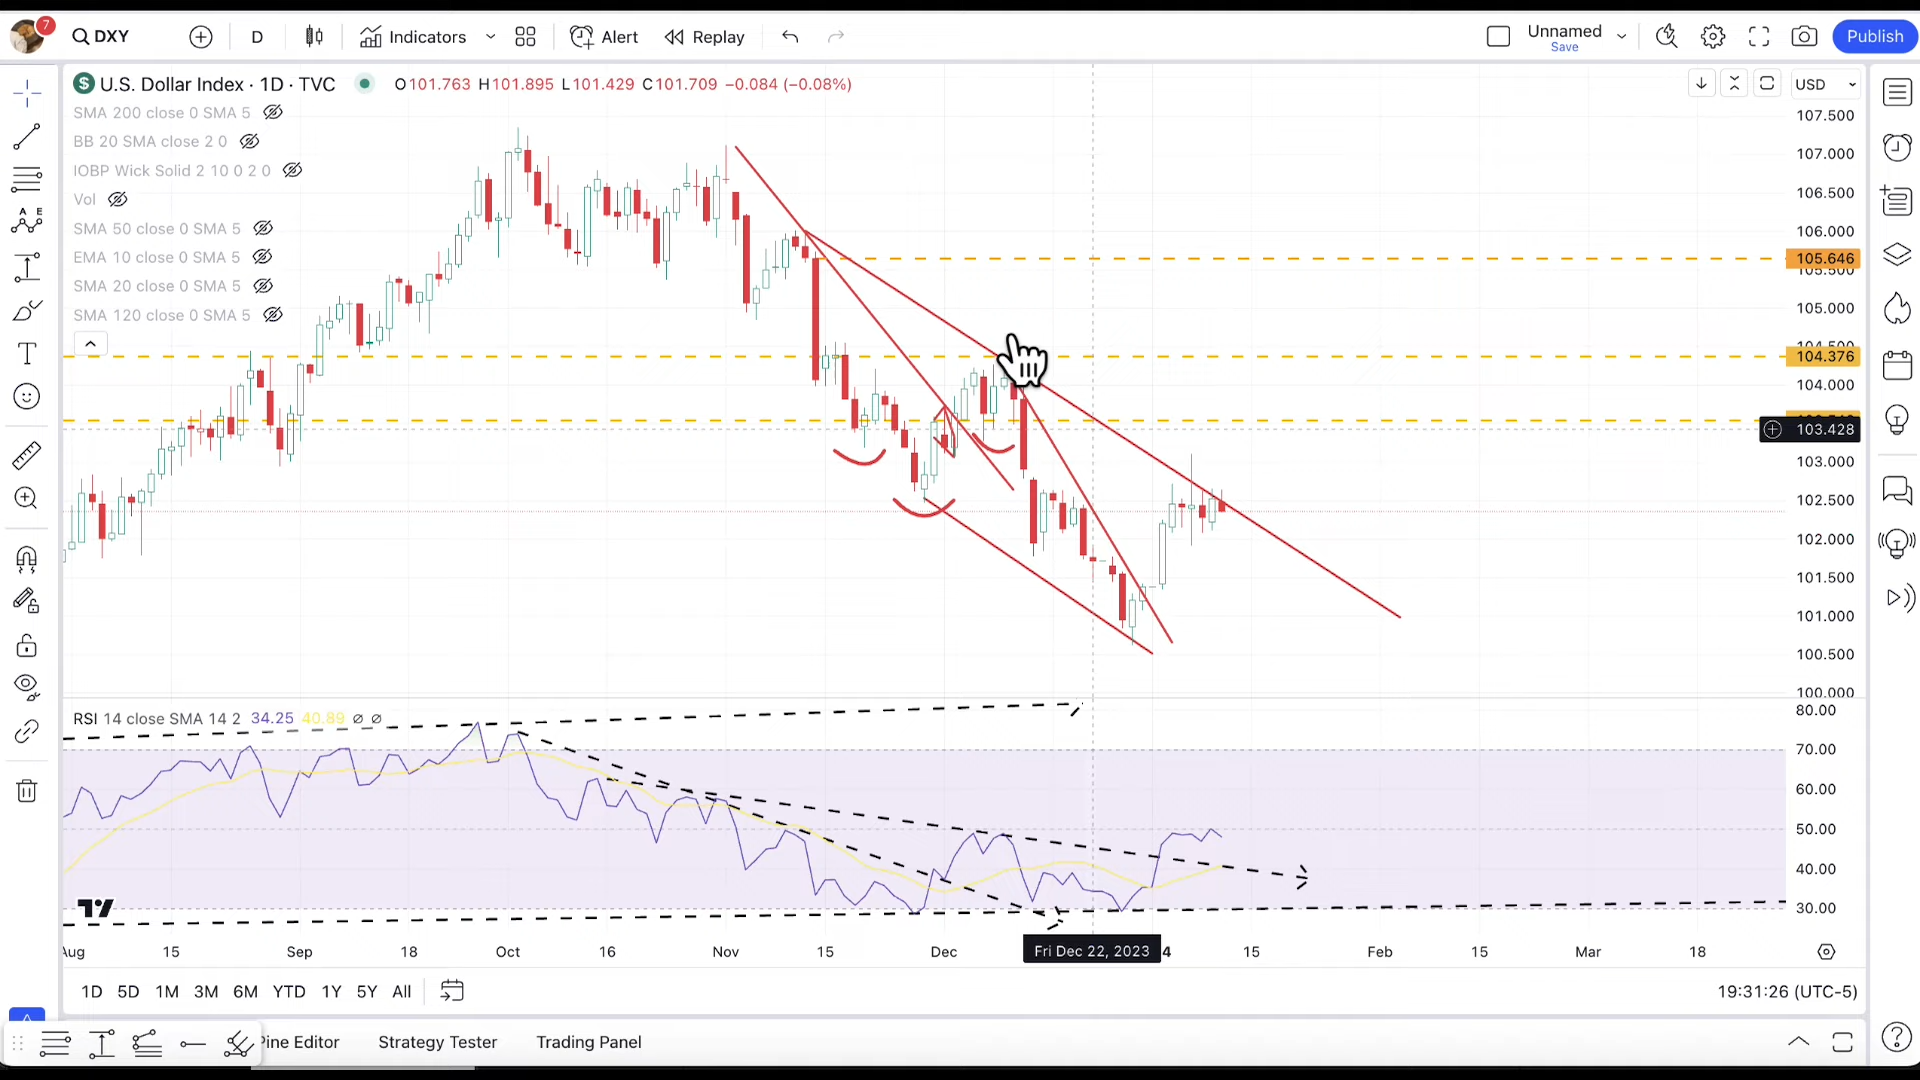 7
DXY
D
Indicators
Alert
Replay
Unnamed
Save
Publish
U.S. Dollar Index · 1D · TVC
O101.763 H101.895 L101.429 C101.709 −0.084 (−0.08%)
USD
SMA 200 close 0 SMA 5
BB 20 SMA close 2 0
IOBP Wick Solid 2 10 0 2 0
Vol
SMA 50 close 0 SMA 5
EMA 10 close 0 SMA 5
SMA 20 close 0 SMA 5
SMA 120 close 0 SMA 5
107.500
107.000
106.500
106.000
105.646
105.500
105.000
104.500
104.376
104.000
103.428
103.000
102.500
102.000
101.500
101.000
100.500
100.000
RSI 14 close SMA 14 2 34.25 40.89 ∅ ∅
80.00
70.00
60.00
50.00
40.00
30.00
Aug 15 Sep 18 Oct 16 Nov 15 Dec Fri Dec 22, 2023 4 15 Feb 15 Mar 18
1D 5D 1M 3M 6M YTD 1Y 5Y All
19:31:26 (UTC-5)
Pine Editor
Strategy Tester
Trading Panel